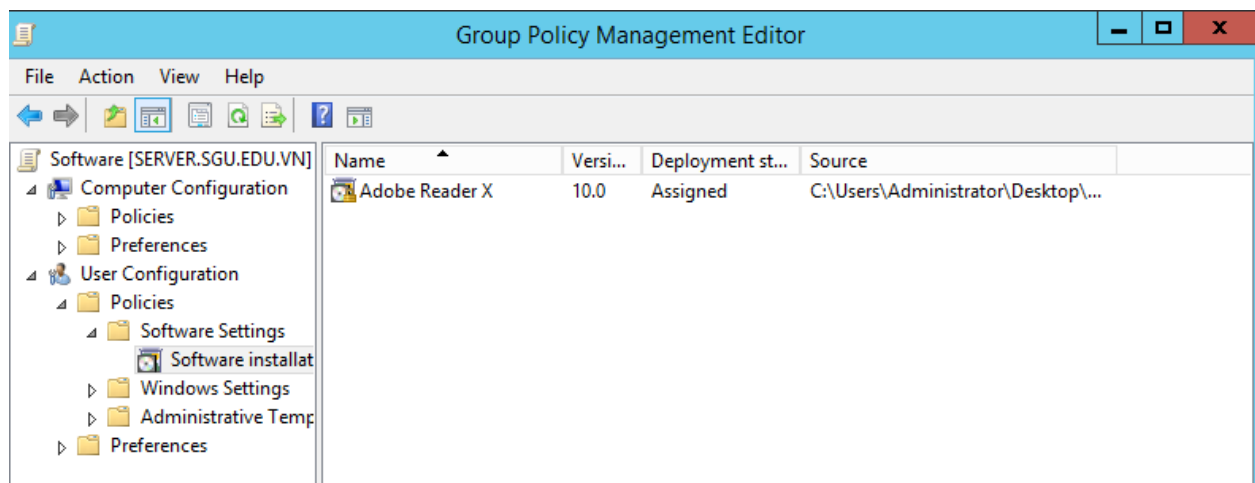 Group Policy Management Editor
File Action View Help
Software [SERVER.SGU.EDU.VN]
Computer Configuration
Policies
Preferences
User Configuration
Policies
Software Settings
Software installat
Windows Settings
Administrative Temp
Preferences
Name Versi... Deployment st... Source
Adobe Reader X 10.0 Assigned C:\Users\Administrator\Desktop\...